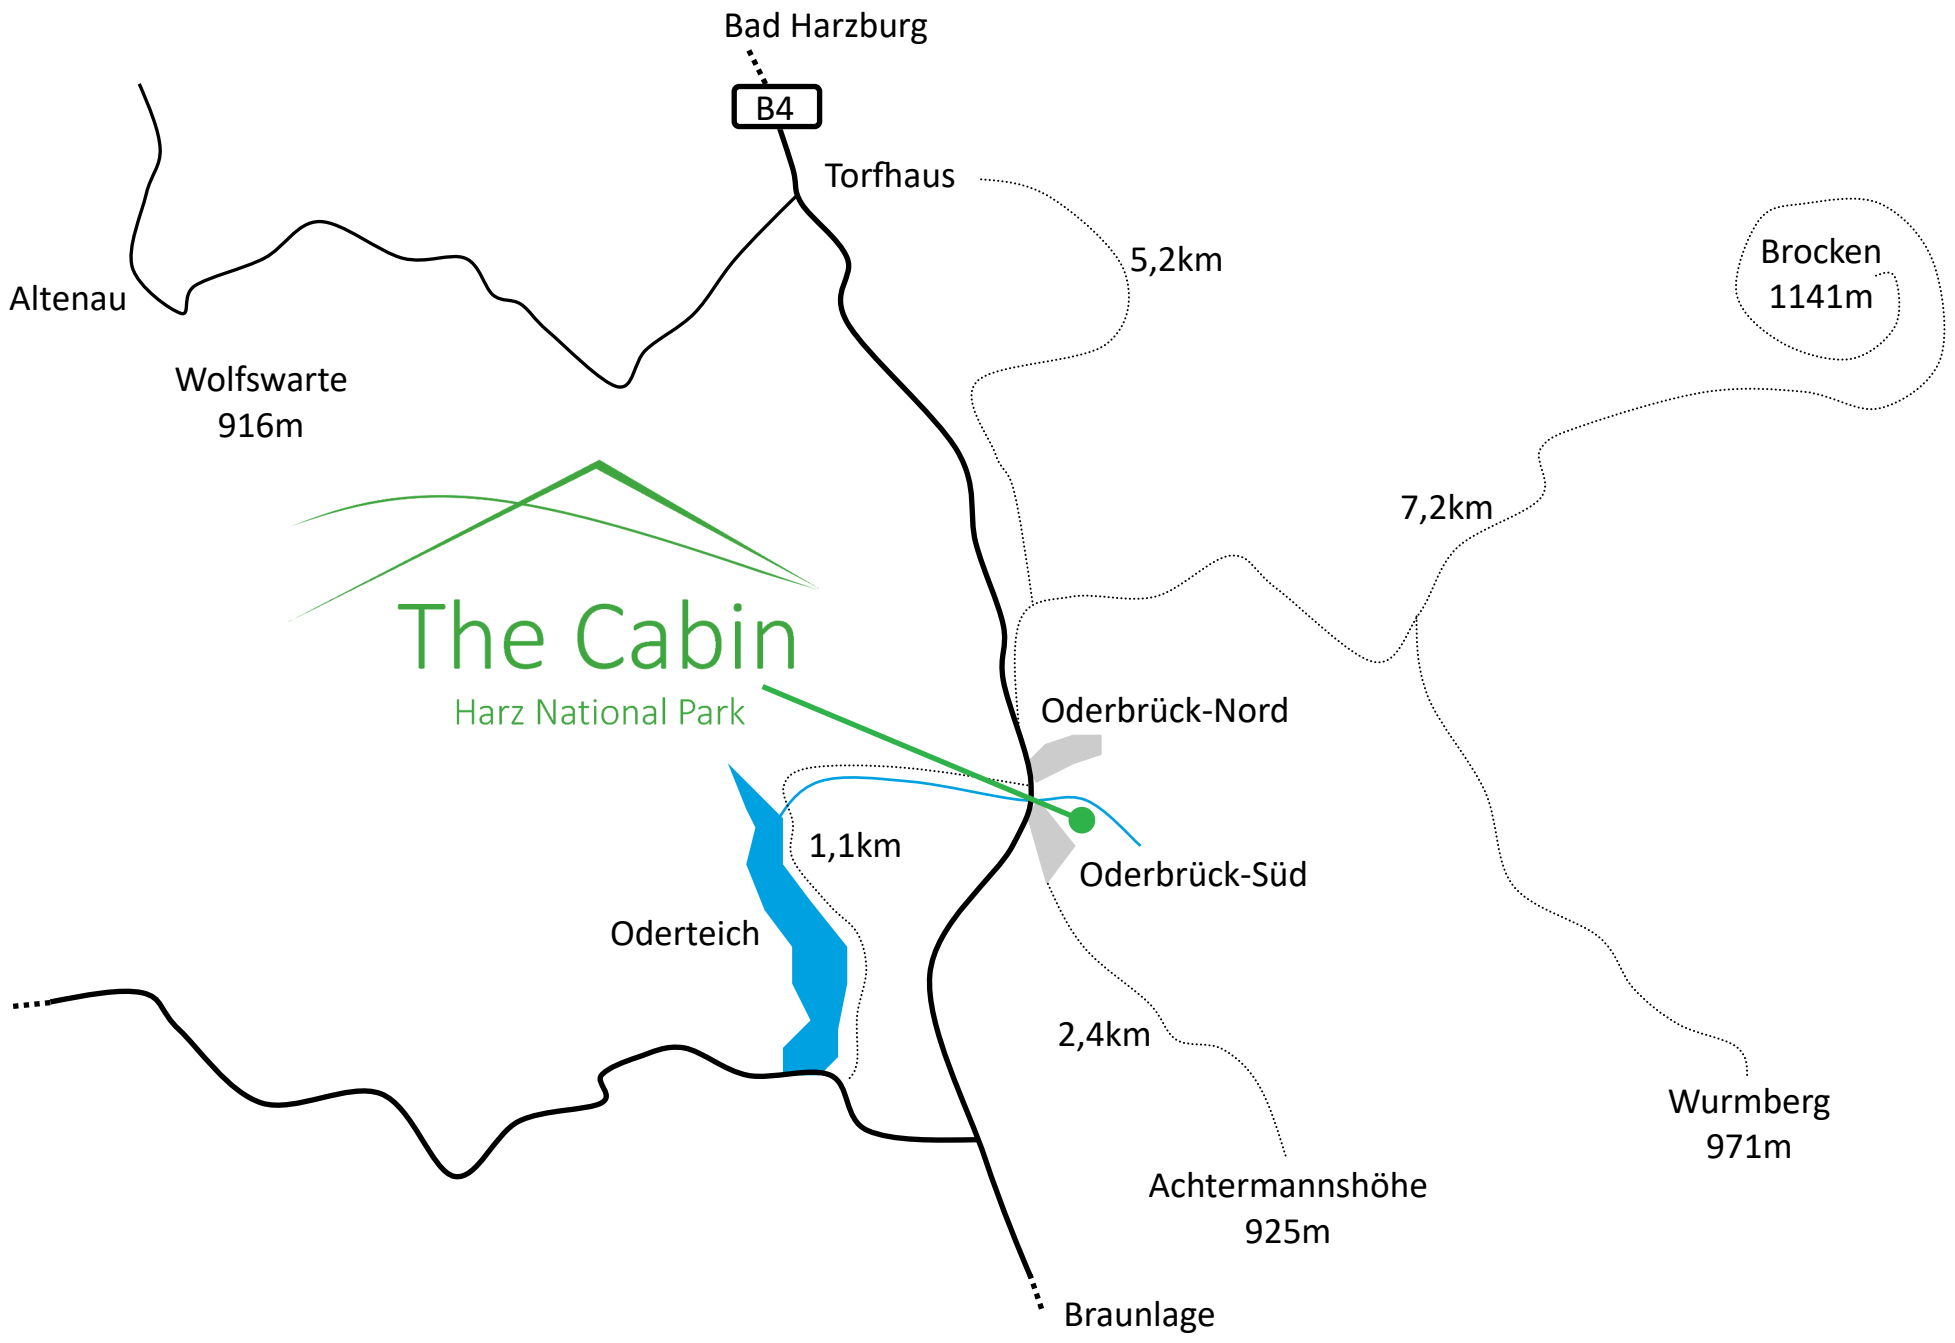 Bad Harzburg
B4
Torfhaus
5,2km
Brocken
1141m
Altenau
Wolfswarte
916m
7,2km
The Cabin
Harz National Park
Oderbrück-Nord
1,1km
Oderbrück-Süd
Oderteich
2,4km
Wurmberg
971m
Achtermannshöhe
925m
Braunlage